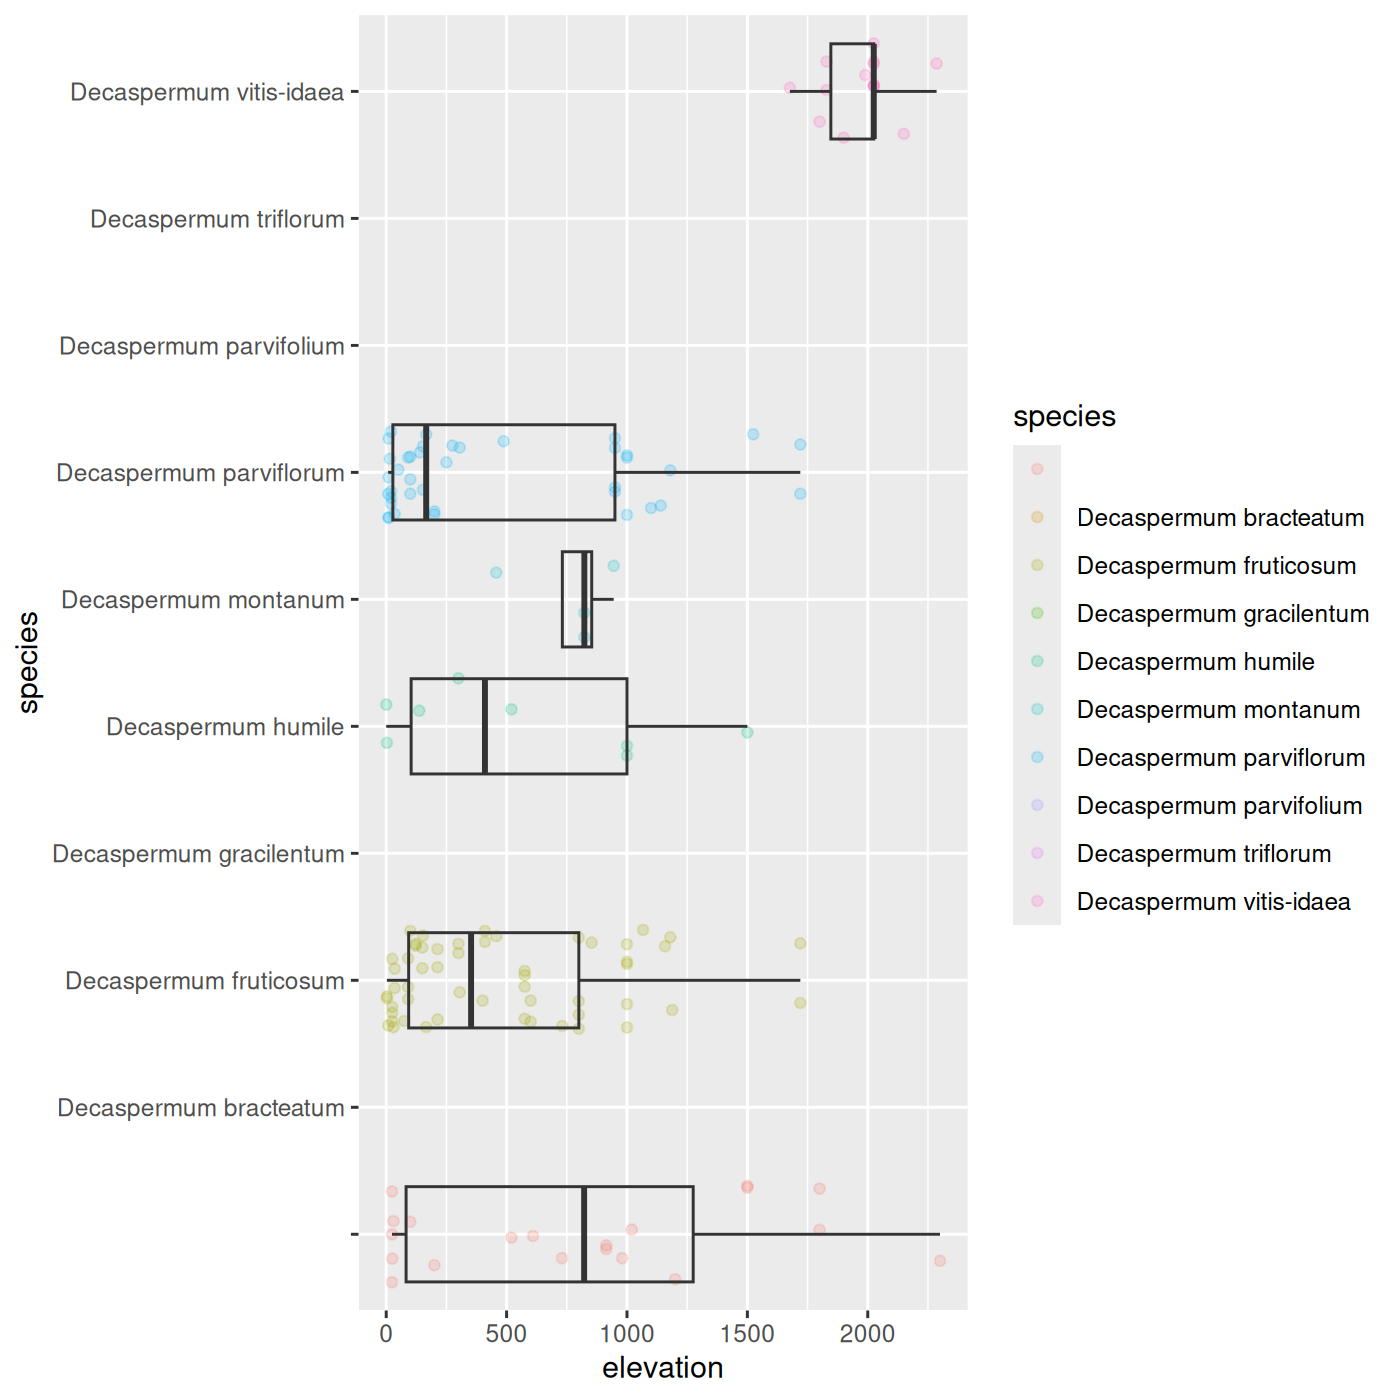 Decaspermum vitis-idaea
Decaspermum triflorum
Decaspermum parvifolium
Decaspermum parviflorum
Decaspermum montanum
Decaspermum humile
Decaspermum gracilentum
Decaspermum fruticosum
Decaspermum bracteatum
species
0 500 1000 1500 2000
elevation
species
Decaspermum bracteatum
Decaspermum fruticosum
Decaspermum gracilentum
Decaspermum humile
Decaspermum montanum
Decaspermum parviflorum
Decaspermum parvifolium
Decaspermum triflorum
Decaspermum vitis-idaea